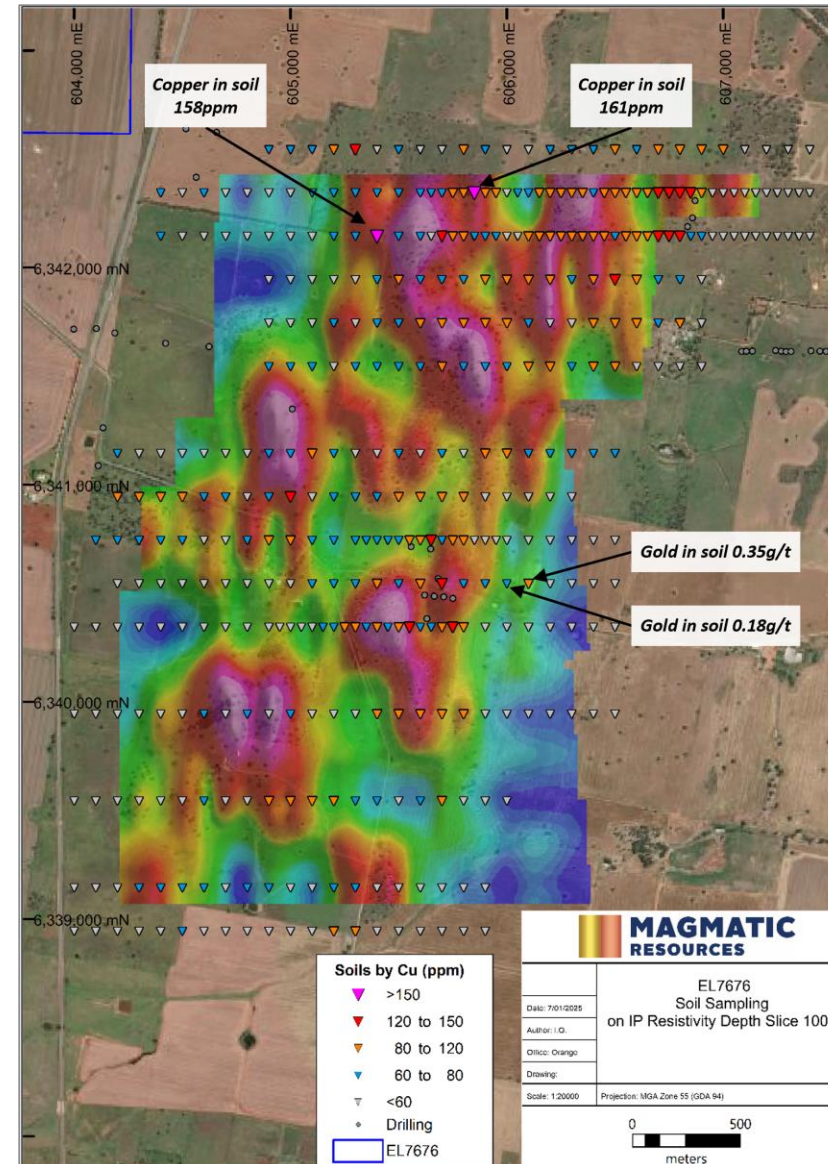 604,000 mE
605,000 mE
606,000 mE
607,000 mE
Copper in soil
158ppm
Copper in soil
161ppm
6,342,000 mN
6,341,000 mN
Gold in soil 0.35g/t
Gold in soil 0.18g/t
6,340,000 mN
6,339,000 mN
Soils by Cu (ppm)
>150
120 to 150
80 to 120
60 to 80
<60
Drilling
EL7676
MAGMATIC
RESOURCES
EL7676
Soil Sampling
on IP Resistivity Depth Slice 100
Date: 7/01/2025
Author: I.O.
Office: Orange
Drawing:
Scale: 1:20000
Projection: MGA Zone 55 (GDA 94)
0
500
meters